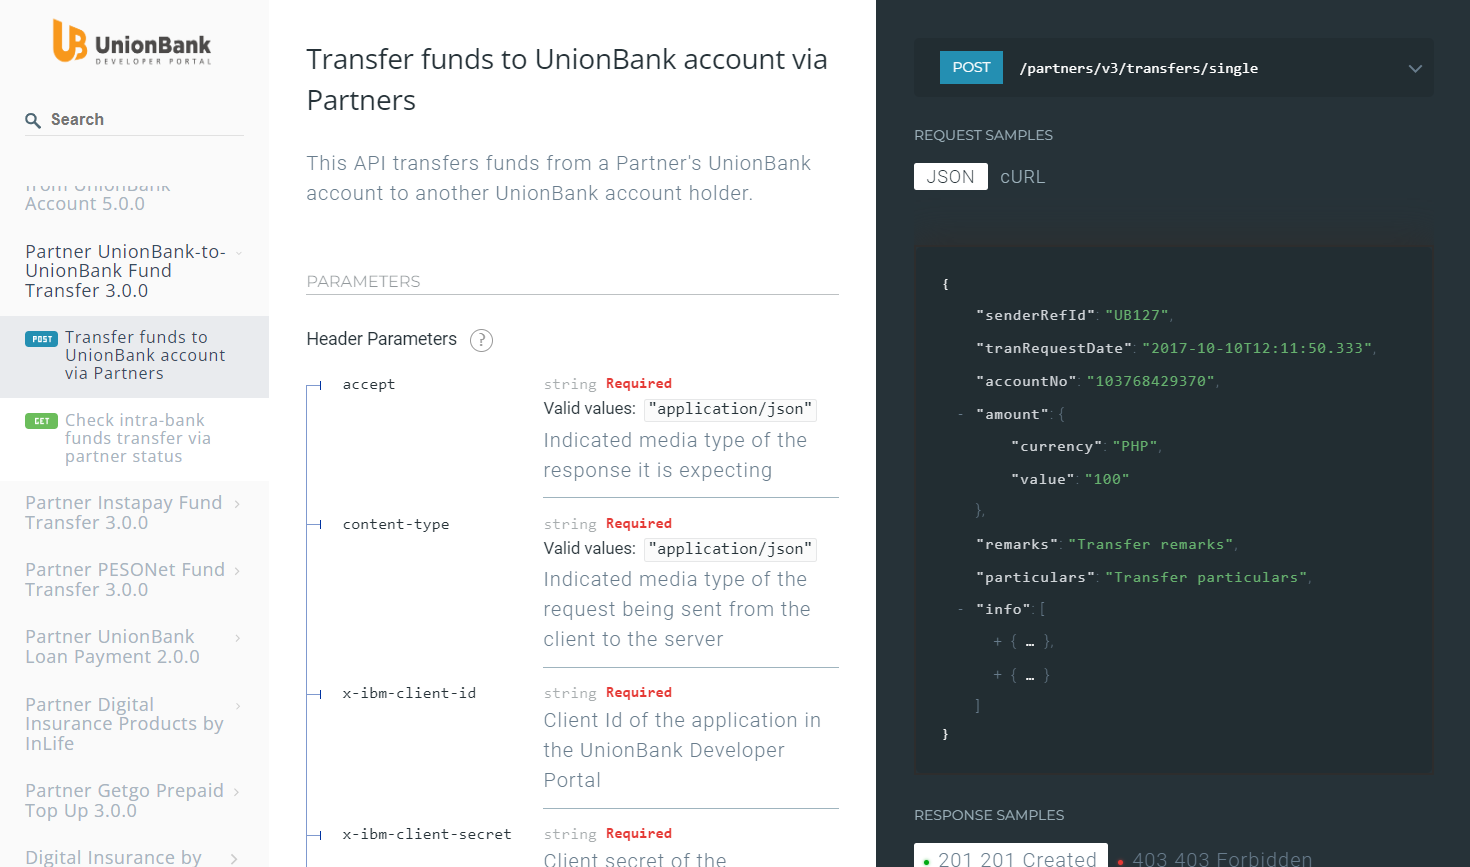 UnionBank
DEVELOPER PORTAL
Search
from UnionBank
Account 5.0.0
Partner UnionBank-to-
UnionBank Fund
Transfer 3.0.0
POST Transfer funds to
UnionBank account
via Partners
GET Check intra-bank
funds transfer via
partner status
Partner Instapay Fund
Transfer 3.0.0
Partner PESONet Fund
Transfer 3.0.0
Partner UnionBank
Loan Payment 2.0.0
Partner Digital
Insurance Products by
InLife
Partner Getgo Prepaid
Top Up 3.0.0
Digital Insurance by
Transfer funds to UnionBank account via
Partners
This API transfers funds from a Partner's UnionBank
account to another UnionBank account holder.
PARAMETERS
Header Parameters ?
accept string Required
Valid values: "application/json"
Indicated media type of the
response it is expecting
content-type string Required
Valid values: "application/json"
Indicated media type of the
request being sent from the
client to the server
x-ibm-client-id string Required
Client Id of the application in
the UnionBank Developer
Portal
x-ibm-client-secret string Required
Client secret of the
POST /partners/v3/transfers/single
REQUEST SAMPLES
JSON cURL
{
"senderRefId": "UB127",
"tranRequestDate": "2017-10-10T12:11:50.333",
"accountNo": "103768429370",
- "amount": {
"currency": "PHP",
"value": "100"
},
"remarks": "Transfer remarks",
"particulars": "Transfer particulars",
- "info": [
+ { … },
+ { … }
]
}
RESPONSE SAMPLES
201 201 Created 403 403 Forbidden